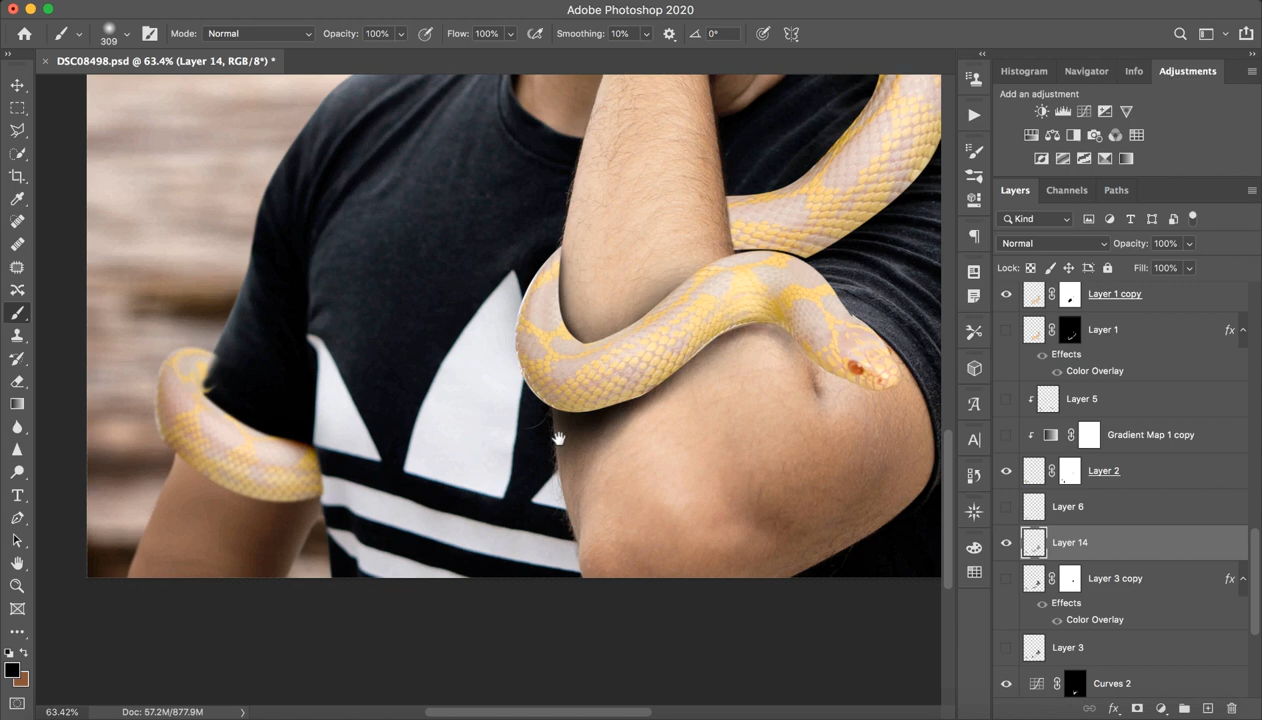 Adobe Photoshop 2020
309
Mode: Normal
Opacity: 100%
Flow: 100%
Smoothing: 10%
0°
DSC08498.psd @ 63.4% (Layer 14, RGB/8*) *
Histogram
Navigator
Info
Adjustments
Add an adjustment
Layers
Channels
Paths
Kind
Normal
Opacity: 100%
Lock:
Fill: 100%
Layer 1 copy
Layer 1
fx
Effects
Color Overlay
Layer 5
Gradient Map 1 copy
Layer 2
Layer 6
Layer 14
Layer 3 copy
fx
Effects
Color Overlay
Layer 3
Curves 2
63.42%
Doc: 57.2M/877.9M
fx